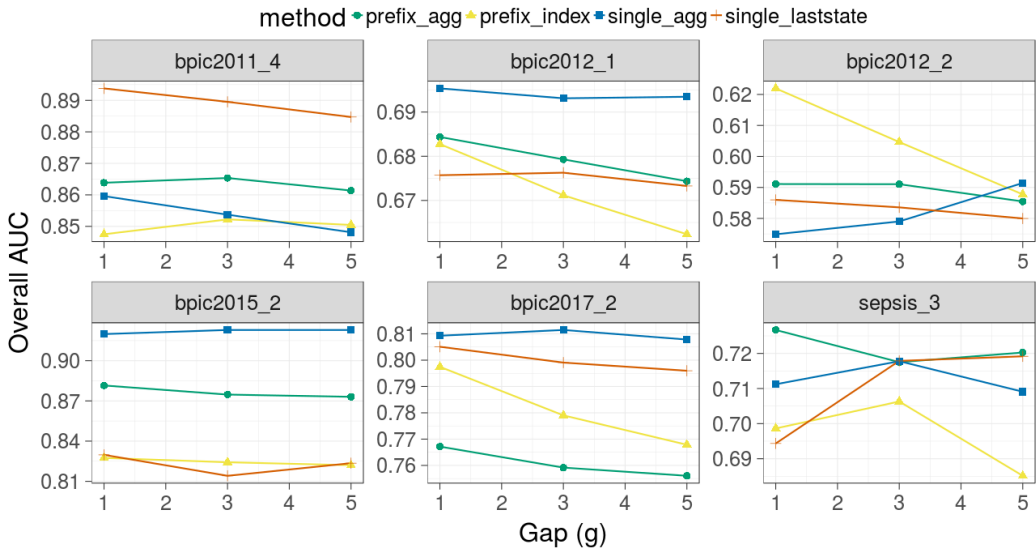 method prefix_agg prefix_index single_agg single_laststate
bpic2011_4 bpic2012_1 bpic2012_2
0.89
0.88
0.87
0.86
0.85
1 2 3 4 5
0.69
0.68
0.67
1 2 3 4 5
0.62
0.61
0.60
0.59
0.58
1 2 3 4 5
Overall AUC
bpic2015_2 bpic2017_2 sepsis_3
0.90
0.87
0.84
0.81
1 2 3 4 5
0.81
0.80
0.79
0.78
0.77
0.76
1 2 3 4 5
0.72
0.71
0.70
0.69
1 2 3 4 5
Gap (g)